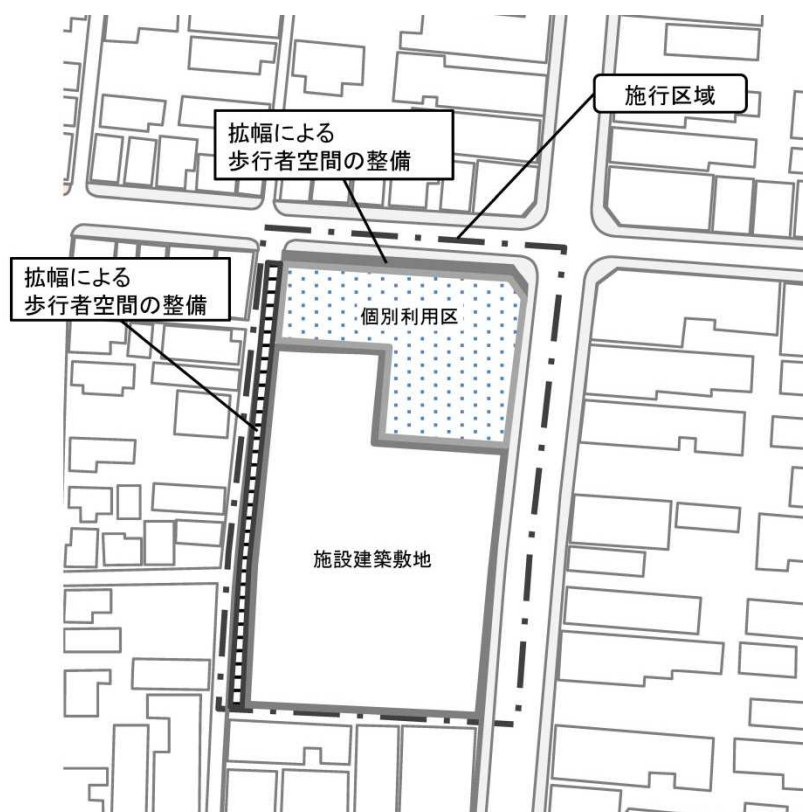 施行区域
拡幅による
歩行者空間の整備
拡幅による
歩行者空間の整備
個別利用区
施設建築敷地